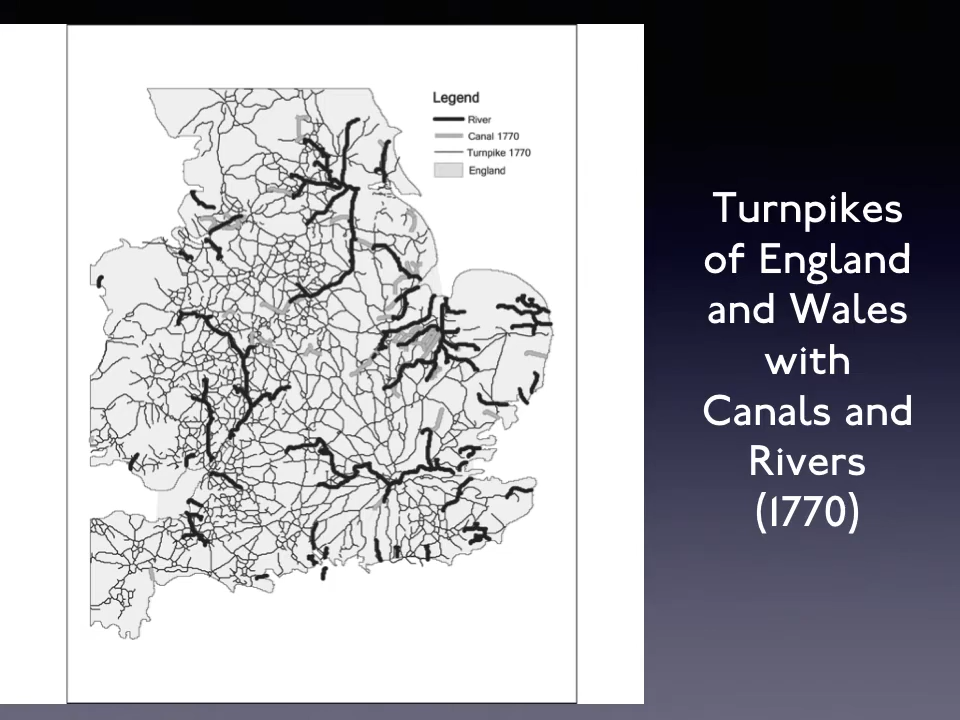 Legend
River
Canal 1770
Turnpike 1770
England
Turnpikes
of England
and Wales
with
Canals and
Rivers
(1770)